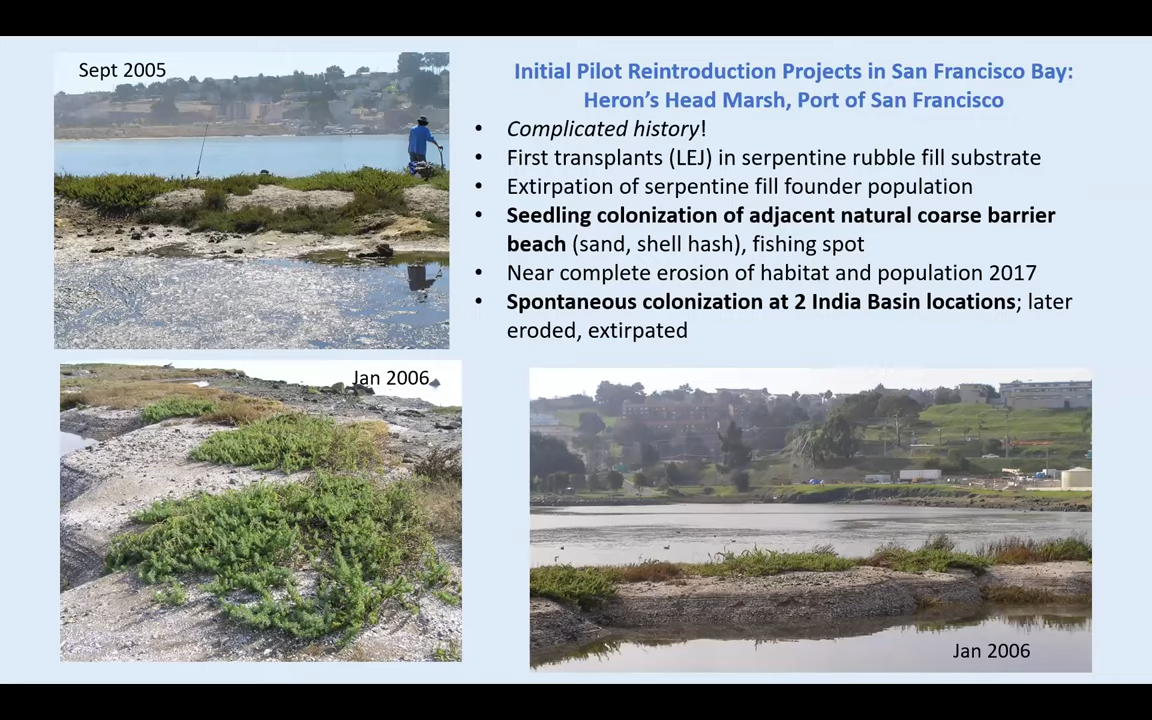 Sept 2005
Initial Pilot Reintroduction Projects in San Francisco Bay:
Heron’s Head Marsh, Port of San Francisco
• Complicated history!
• First transplants (LEJ) in serpentine rubble fill substrate
• Extirpation of serpentine fill founder population
• Seedling colonization of adjacent natural coarse barrier
beach (sand, shell hash), fishing spot
• Near complete erosion of habitat and population 2017
• Spontaneous colonization at 2 India Basin locations; later
eroded, extirpated
Jan 2006
Jan 2006